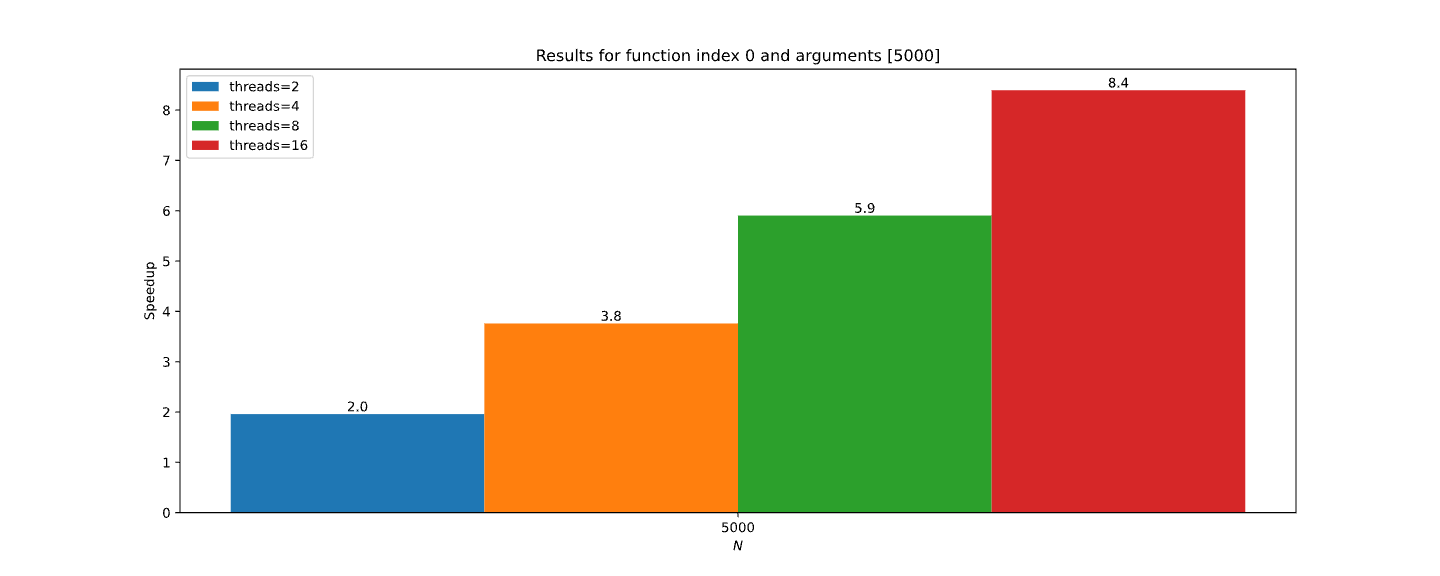 Results for function index 0 and arguments [5000]
threads=2
threads=4
threads=8
threads=16
Speedup
8
7
6
5
4
3
2
1
0
2.0
3.8
5.9
8.4
5000
N